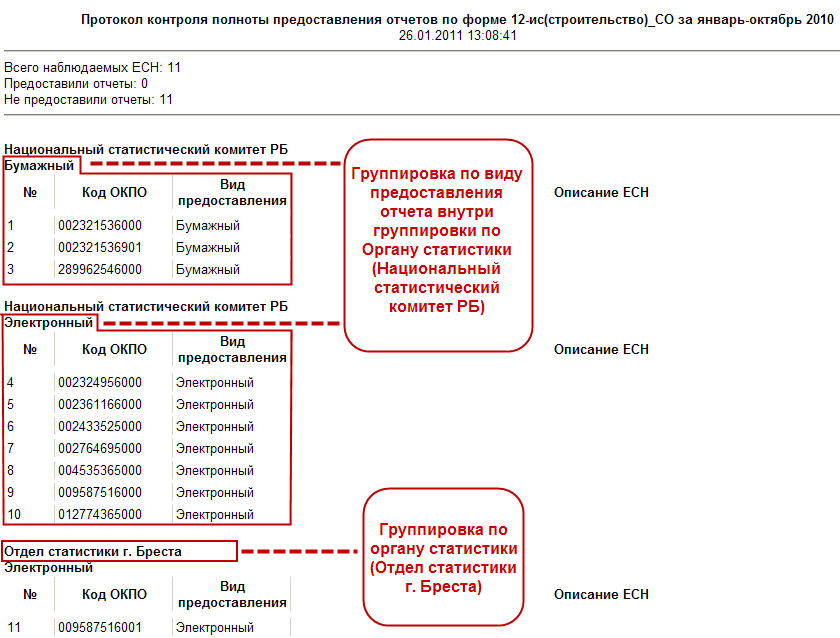 Протокол контроля полноты предоставления отчетов по форме 12-ис(строительство)_СО за январь-октябрь 2010
26.01.2011 13:08:41
Всего наблюдаемых ЕСН: 11
Предоставили отчеты: 0
Не предоставили отчеты: 11
Национальный статистический комитет РБ
Бумажный
№ Код ОКПО Вид предоставления Описание ЕСН
1 002321536000 Бумажный
2 002321536901 Бумажный
3 289962546000 Бумажный
Группировка по виду
предоставления
отчета внутри
группировки по
Органу статистики
(Национальный
статистический
комитет РБ)
Национальный статистический комитет РБ
Электронный
№ Код ОКПО Вид предоставления Описание ЕСН
4 002324956000 Электронный
5 002361166000 Электронный
6 002433525000 Электронный
7 002764695000 Электронный
8 004535365000 Электронный
9 009587516000 Электронный
10 012774365000 Электронный
Группировка по
органу статистики
(Отдел статистики
г. Бреста)
Отдел статистики г. Бреста
Электронный
№ Код ОКПО Вид предоставления Описание ЕСН
11 009587516001 Электронный